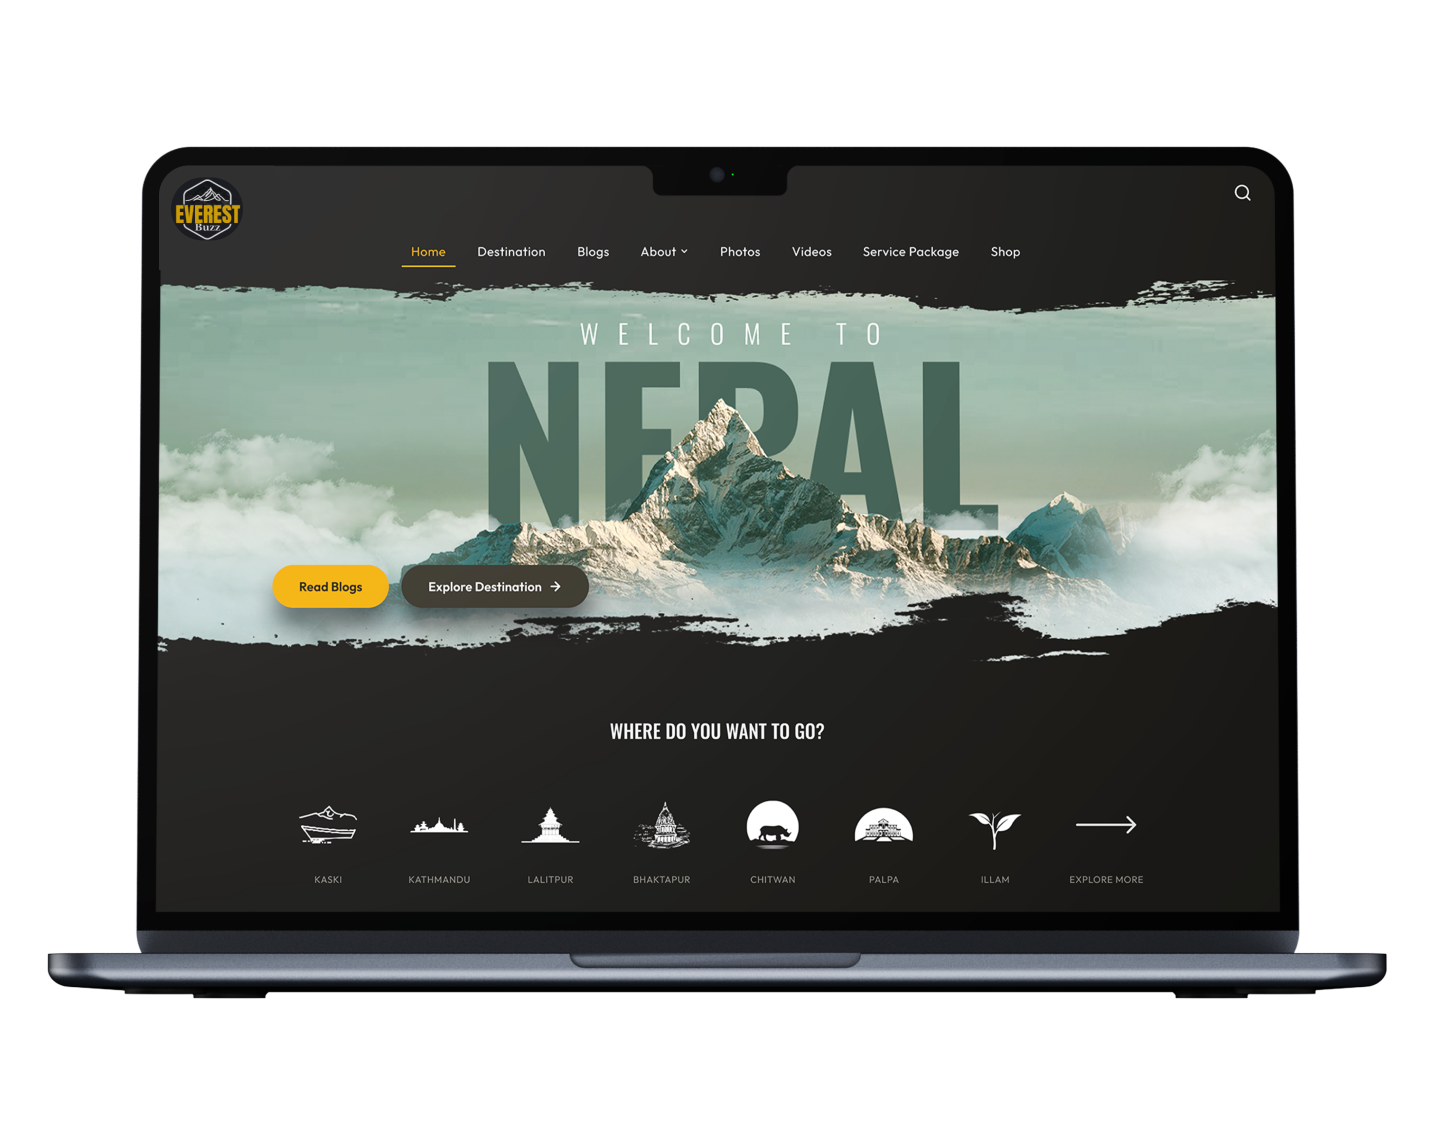 EVEREST
Buzz
Home Destination Blogs About Photos Videos Service Package Shop
WELCOME TO
NEPAL
Read Blogs Explore Destination
WHERE DO YOU WANT TO GO?
KASKI KATHMANDU LALITPUR BHAKTAPUR CHITWAN PALPA ILLAM EXPLORE MORE